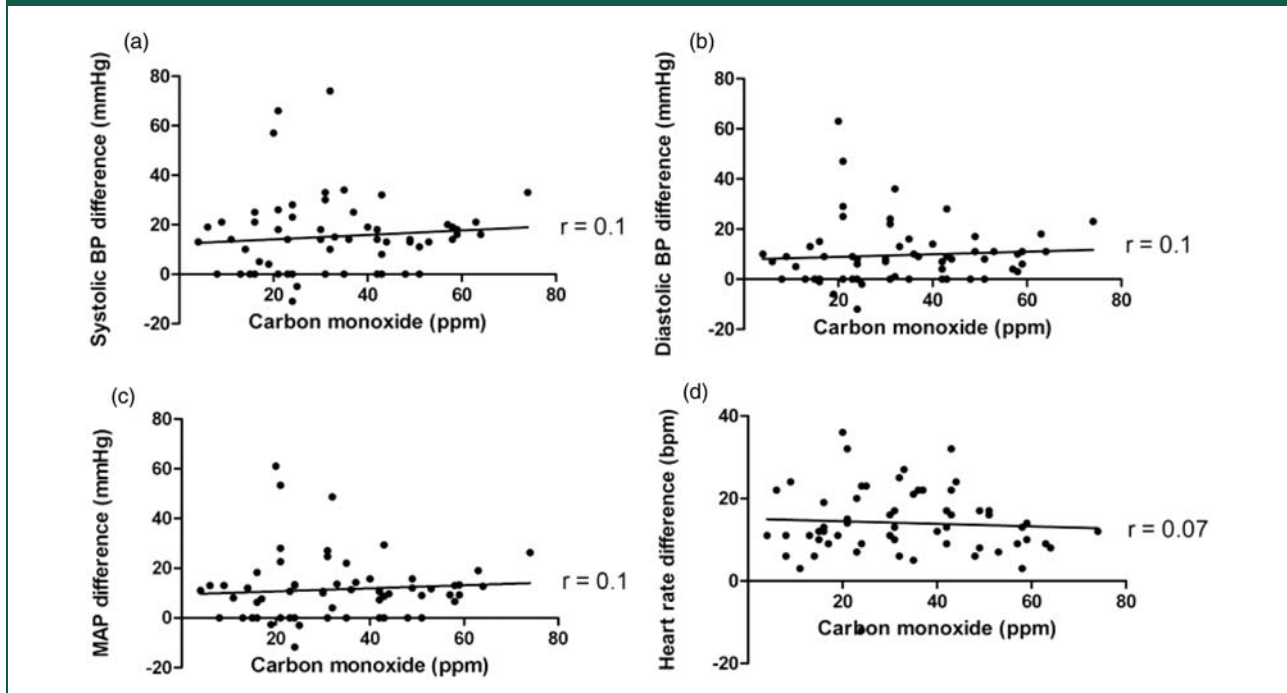 (a)
Systolic BP difference (mmHg)
80
60
40
20
0
-20
20
40
60
80
Carbon monoxide (ppm)
r = 0.1
(b)
Diastolic BP difference (mmHg)
80
60
40
20
0
-20
20
40
60
80
Carbon monoxide (ppm)
r = 0.1
(c)
MAP difference (mmHg)
80
60
40
20
0
-20
20
40
60
80
Carbon monoxide (ppm)
r = 0.1
(d)
Heart rate difference (bpm)
40
20
0
-20
20
40
60
80
Carbon monoxide (ppm)
r = 0.07